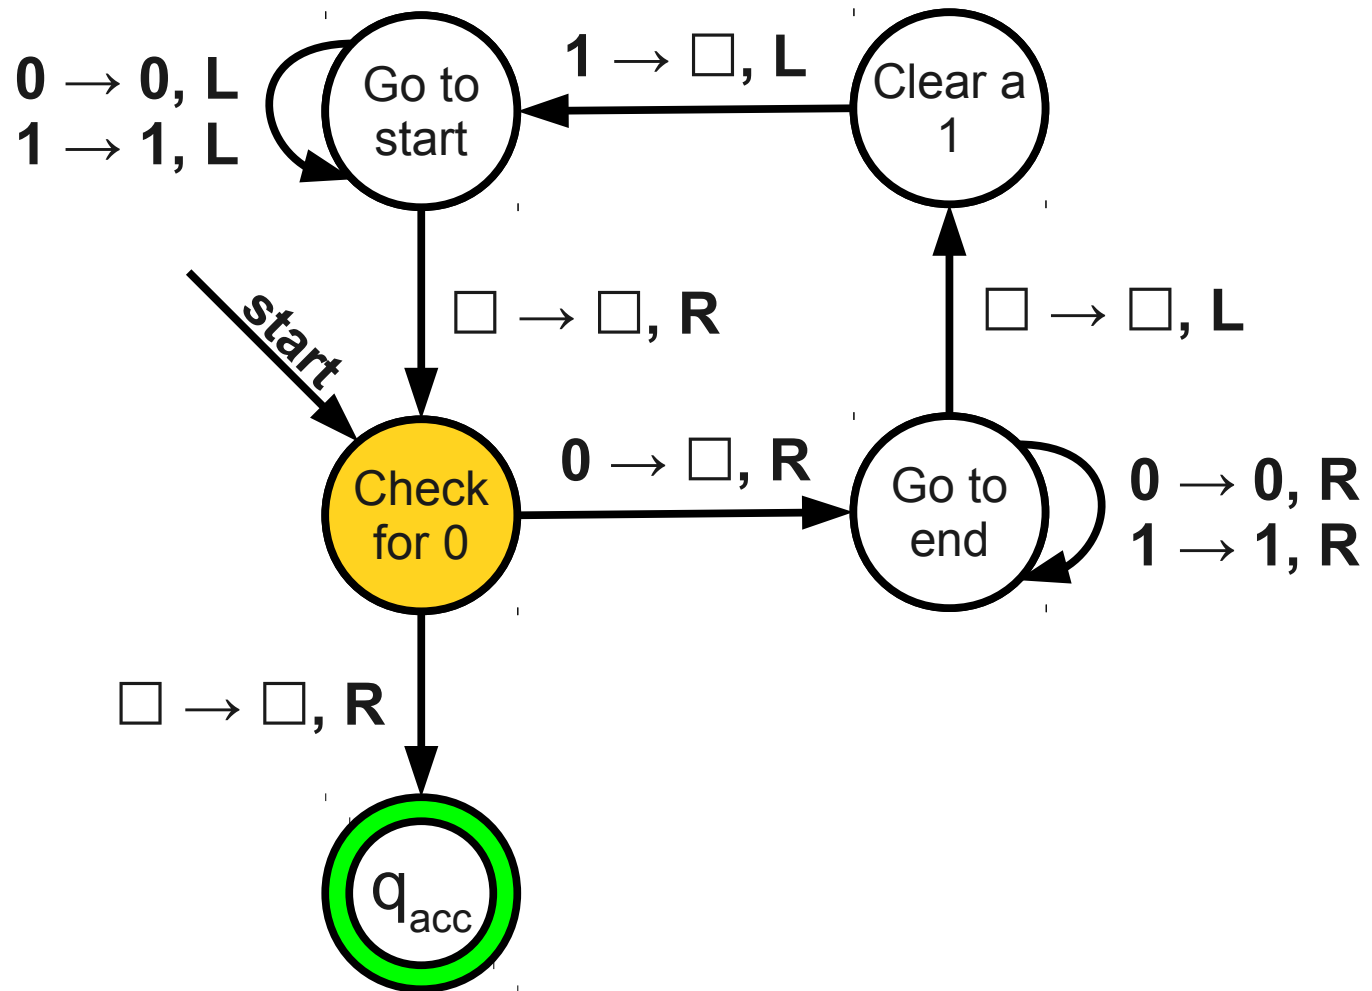 0 → 0, L
1 → 1, L
Go to
start
1 → □, L
Clear a
1
start
□ → □, R
□ → □, L
Check
for 0
0 → □, R
Go to
end
0 → 0, R
1 → 1, R
□ → □, R
qacc